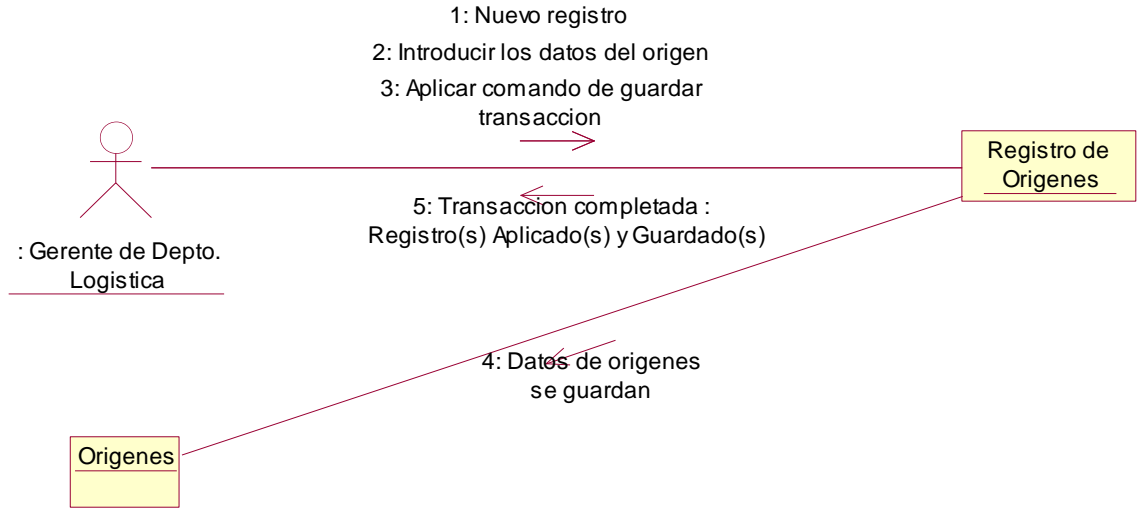 1: Nuevo registro
2: Introducir los datos del origen
3: Aplicar comando de guardar
transaccion
Registro de
Origenes
5: Transaccion completada :
Registro(s) Aplicado(s) y Guardado(s)
: Gerente de Depto.
Logistica
4: Datos de origenes
se guardan
Origenes